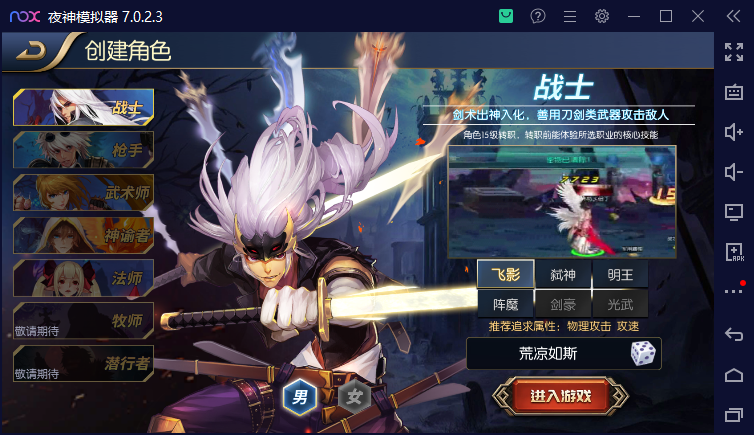 nox 夜神模拟器 7.0.2.3
创建角色
战士
枪手
武术师
神谕者
法师
牧师
敬请期待
潜行者
敬请期待
战士
剑术出神入化，善用刀剑类武器攻击敌人
角色15级转职，转职前能体验所选职业的核心技能
7723
飞影 弑神 明王
阵魔 剑豪 光武
推荐追求属性：物理攻击 攻速
荒凉如斯
男 女
进入游戏
APK